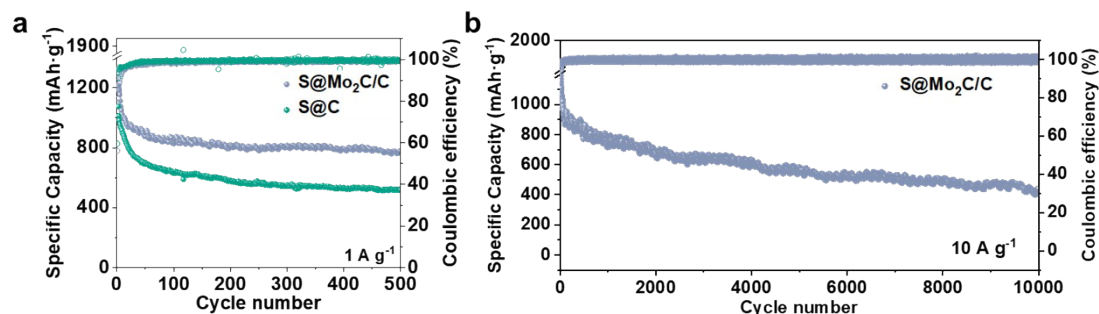 a
Specific Capacity (mAh·g⁻¹)
1900
1200
800
400
0
0 100 200 300 400 500
Cycle number
S@Mo₂C/C
S@C
1 A g⁻¹
100
80
60
40
20
0
Coulombic efficiency (%)
b
Specific Capacity (mAh·g⁻¹)
2000
1000
800
600
400
200
0
0 2000 4000 6000 8000 10000
Cycle number
S@Mo₂C/C
10 A g⁻¹
100
80
60
40
20
0
Coulombic efficiency (%)